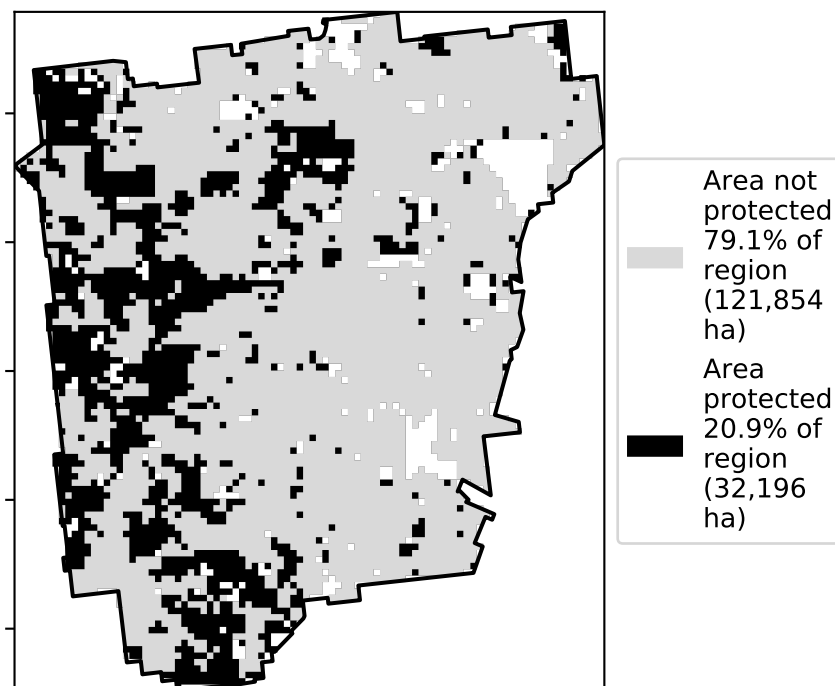 Area not
protected
79.1% of
region
(121,854
ha)
Area
protected
20.9% of
region
(32,196
ha)